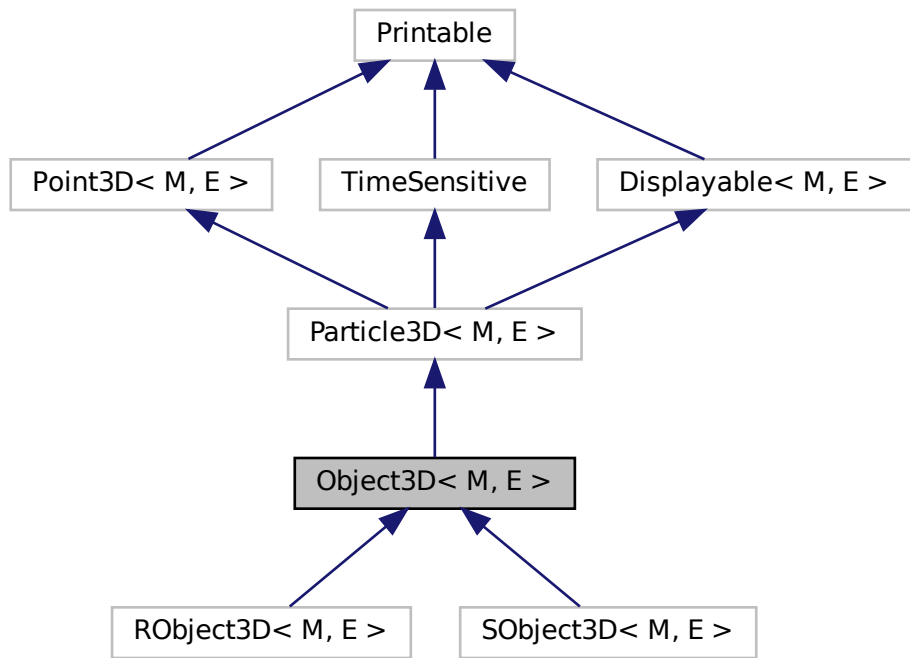 Printable
Point3D< M, E >
TimeSensitive
Displayable< M, E >
Particle3D< M, E >
Object3D< M, E >
RObject3D< M, E >
SObject3D< M, E >